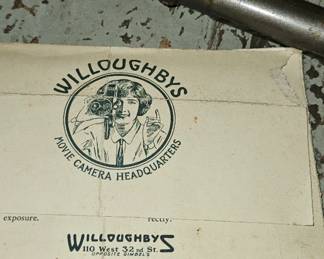 WILLOUGHBYS
MOVIE CAMERA HEADQUARTERS
exposure. rectly.
WILLOUGHBYS
110 West 32nd St.
OPPOSITE GIMBELS